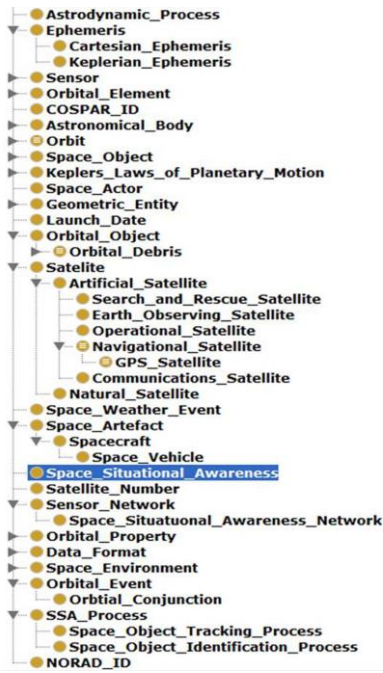 Astrodynamic_Process
Ephemeris
Cartesian_Ephemeris
Keplerian_Ephemeris
Sensor
Orbital_Element
COSPAR_ID
Astronomical_Body
Orbit
Space_Object
Keplers_Laws_of_Planetary_Motion
Space_Actor
Geometric_Entity
Launch_Date
Orbital_Object
Orbital_Debris
Satelite
Artificial_Satellite
Search_and_Rescue_Satellite
Earth_Observing_Satellite
Operational_Satellite
Navigational_Satellite
GPS_Satellite
Communications_Satellite
Natural_Satellite
Space_Weather_Event
Space_Artefact
Spacecraft
Space_Vehicle
Space_Situational_Awareness
Satellite_Number
Sensor_Network
Space_Situatuonal_Awareness_Network
Orbital_Property
Data_Format
Space_Environment
Orbital_Event
Orbtial_Conjunction
SSA_Process
Space_Object_Tracking_Process
Space_Object_Identification_Process
NORAD_ID